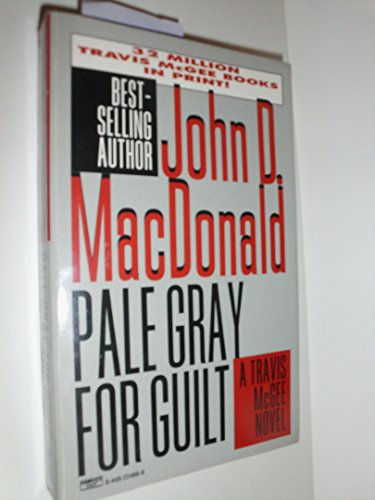 32 MILLION
TRAVIS McGEE BOOKS
IN PRINT!
BEST-
SELLING
AUTHOR
John D.
MacDonald
PALE GRAY
FOR GUILT
A TRAVIS
McGEE
NOVEL
FAWCETT